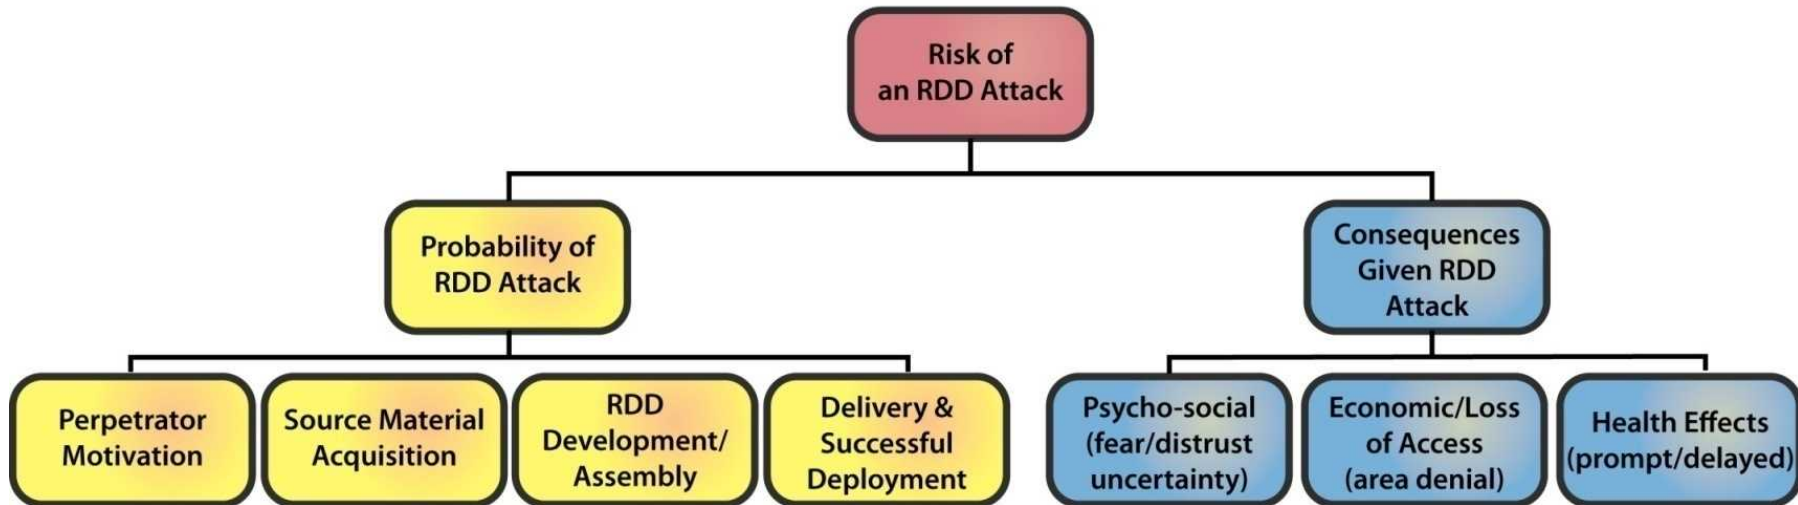 Risk of
an RDD Attack
Probability of
RDD Attack
Consequences
Given RDD
Attack
Perpetrator
Motivation
Source Material
Acquisition
RDD
Development/
Assembly
Delivery &
Successful
Deployment
Psycho-social
(fear/distrust
uncertainty)
Economic/Loss
of Access
(area denial)
Health Effects
(prompt/delayed)